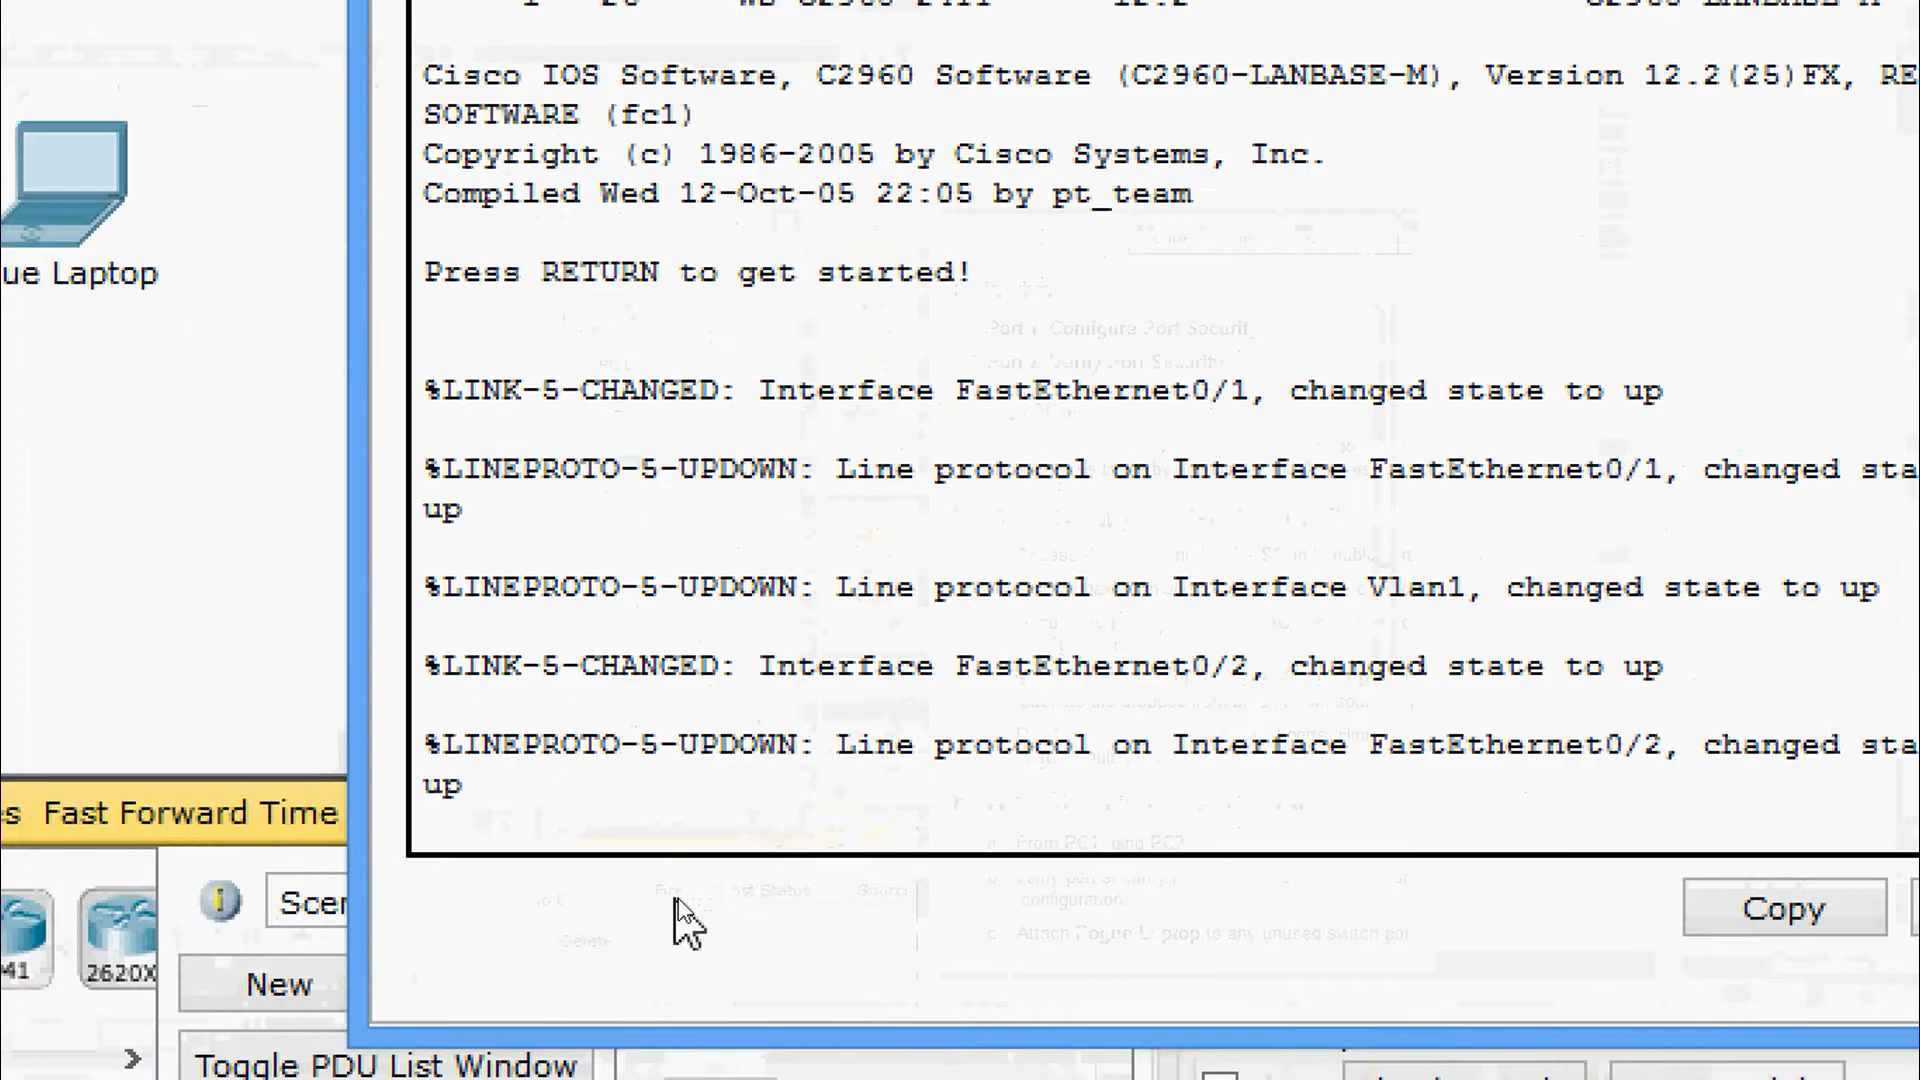 Cisco IOS Software, C2960 Software (C2960-LANBASE-M), Version 12.2(25)FX, RE
SOFTWARE (fc1)
Copyright (c) 1986-2005 by Cisco Systems, Inc.
Compiled Wed 12-Oct-05 22:05 by pt_team
Press RETURN to get started!
%LINK-5-CHANGED: Interface FastEthernet0/1, changed state to up
%LINEPROTO-5-UPDOWN: Line protocol on Interface FastEthernet0/1, changed sta
up
%LINEPROTO-5-UPDOWN: Line protocol on Interface Vlan1, changed state to up
%LINK-5-CHANGED: Interface FastEthernet0/2, changed state to up
%LINEPROTO-5-UPDOWN: Line protocol on Interface FastEthernet0/2, changed sta
up
ue Laptop
s Fast Forward Time
Scen
41
2620X
New
Toggle PDU List Window
Copy